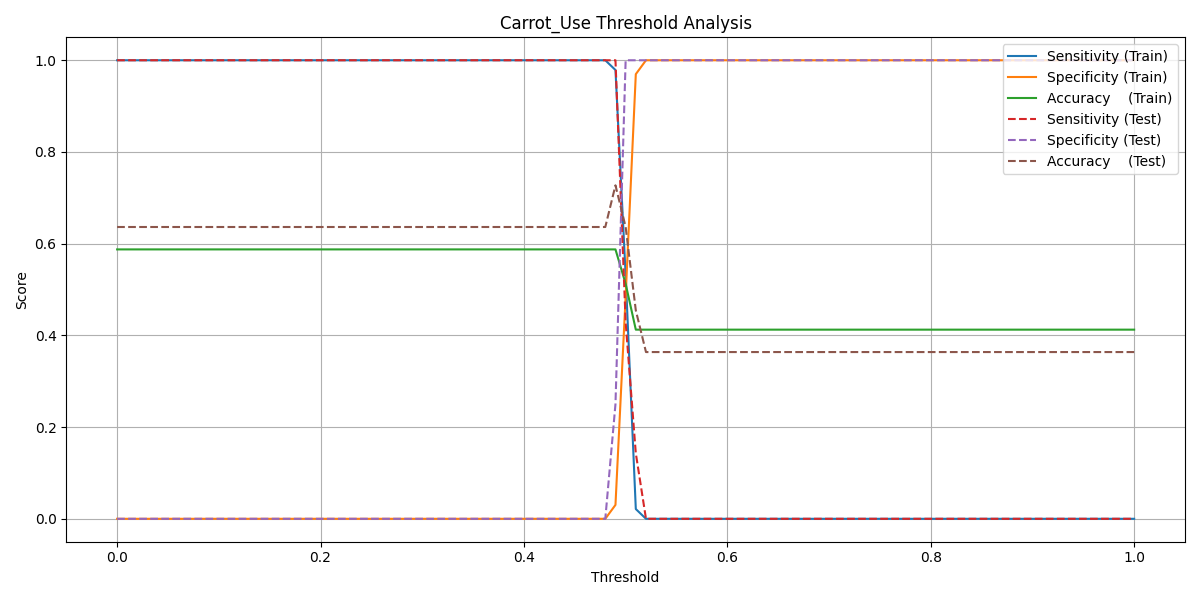 Carrot_Use Threshold Analysis
Sensitivity (Train)
Specificity (Train)
Accuracy    (Train)
Sensitivity (Test)
Specificity (Test)
Accuracy    (Test)
1.0
0.8
0.6
0.4
0.2
0.0
Score
0.0 0.2 0.4 0.6 0.8 1.0
Threshold